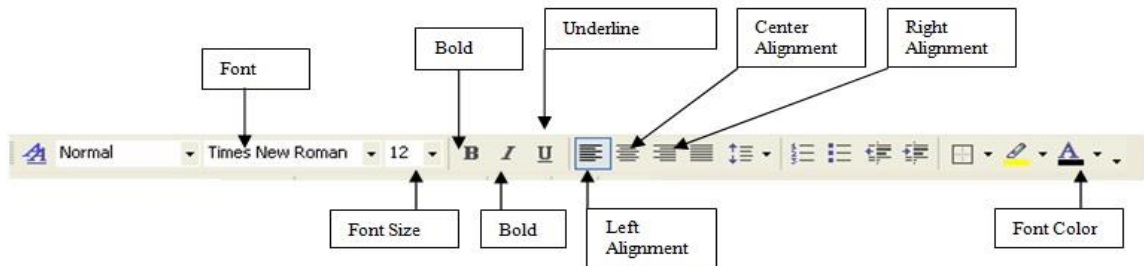 Underline
Center
Alignment
Right
Alignment
Bold
Font
Normal
Times New Roman
12
B
I
U
A
Font Size
Bold
Left
Alignment
Font Color